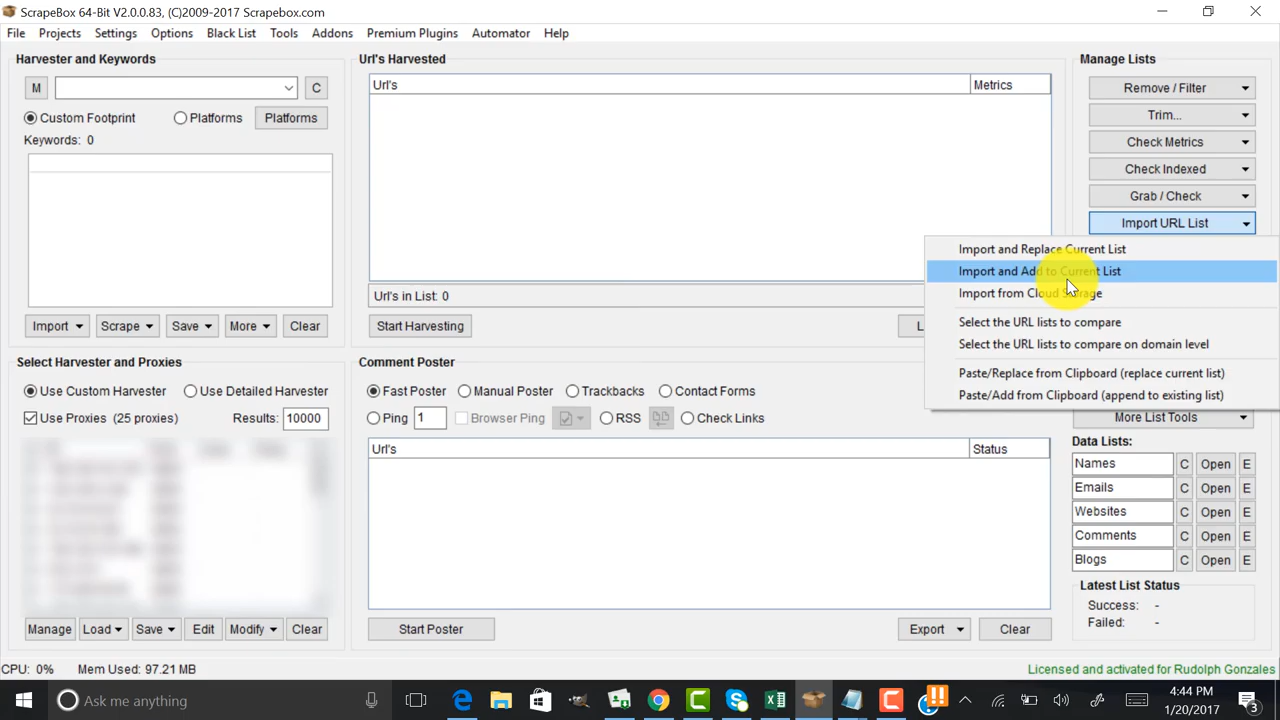 ScrapeBox 64-Bit V2.0.0.83, (C)2009-2017 Scrapebox.com
File Projects Settings Options Black List Tools Addons Premium Plugins Automator Help
Harvester and Keywords
M
C
Custom Footprint
Platforms
Platforms
Keywords: 0
Import
Scrape
Save
More
Clear
Url's Harvested
Url's
Metrics
Url's in List: 0
Start Harvesting
L
Manage Lists
Remove / Filter
Trim...
Check Metrics
Check Indexed
Grab / Check
Import URL List
Import and Replace Current List
Import and Add to Current List
Import from Cloud Storage
Select the URL lists to compare
Select the URL lists to compare on domain level
Paste/Replace from Clipboard (replace current list)
Paste/Add from Clipboard (append to existing list)
More List Tools
Select Harvester and Proxies
Use Custom Harvester
Use Detailed Harvester
Use Proxies (25 proxies)
Results: 10000
Manage
Load
Save
Edit
Modify
Clear
Comment Poster
Fast Poster
Manual Poster
Trackbacks
Contact Forms
Ping
1
Browser Ping
RSS
Check Links
Url's
Status
Start Poster
Export
Clear
Data Lists:
Names C Open E
Emails C Open E
Websites C Open E
Comments C Open E
Blogs C Open E
Latest List Status
Success: -
Failed: -
CPU: 0% Mem Used: 97.21 MB
Licensed and activated for Rudolph Gonzales
Ask me anything
4:44 PM
1/20/2017
3